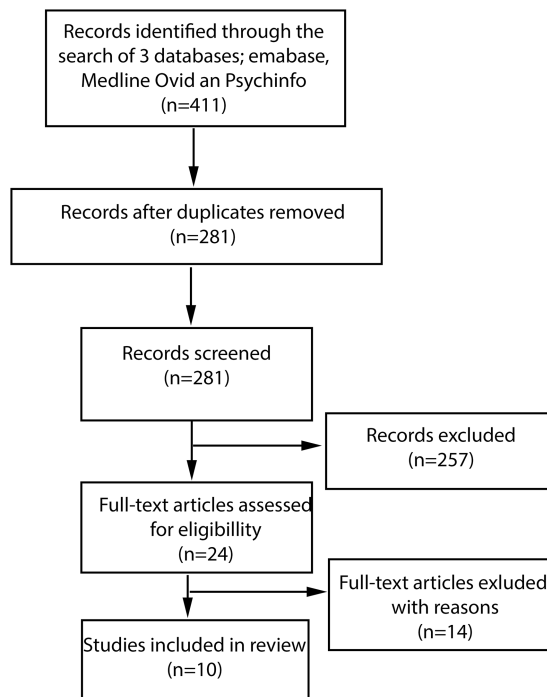 Records identified through the
search of 3 databases; emabase,
Medline Ovid an Psychinfo
(n=411)
Records after duplicates removed
(n=281)
Records screened
(n=281)
Records excluded
(n=257)
Full-text articles assessed
for eligibillity
(n=24)
Full-text articles exluded
with reasons
(n=14)
Studies included in review
(n=10)